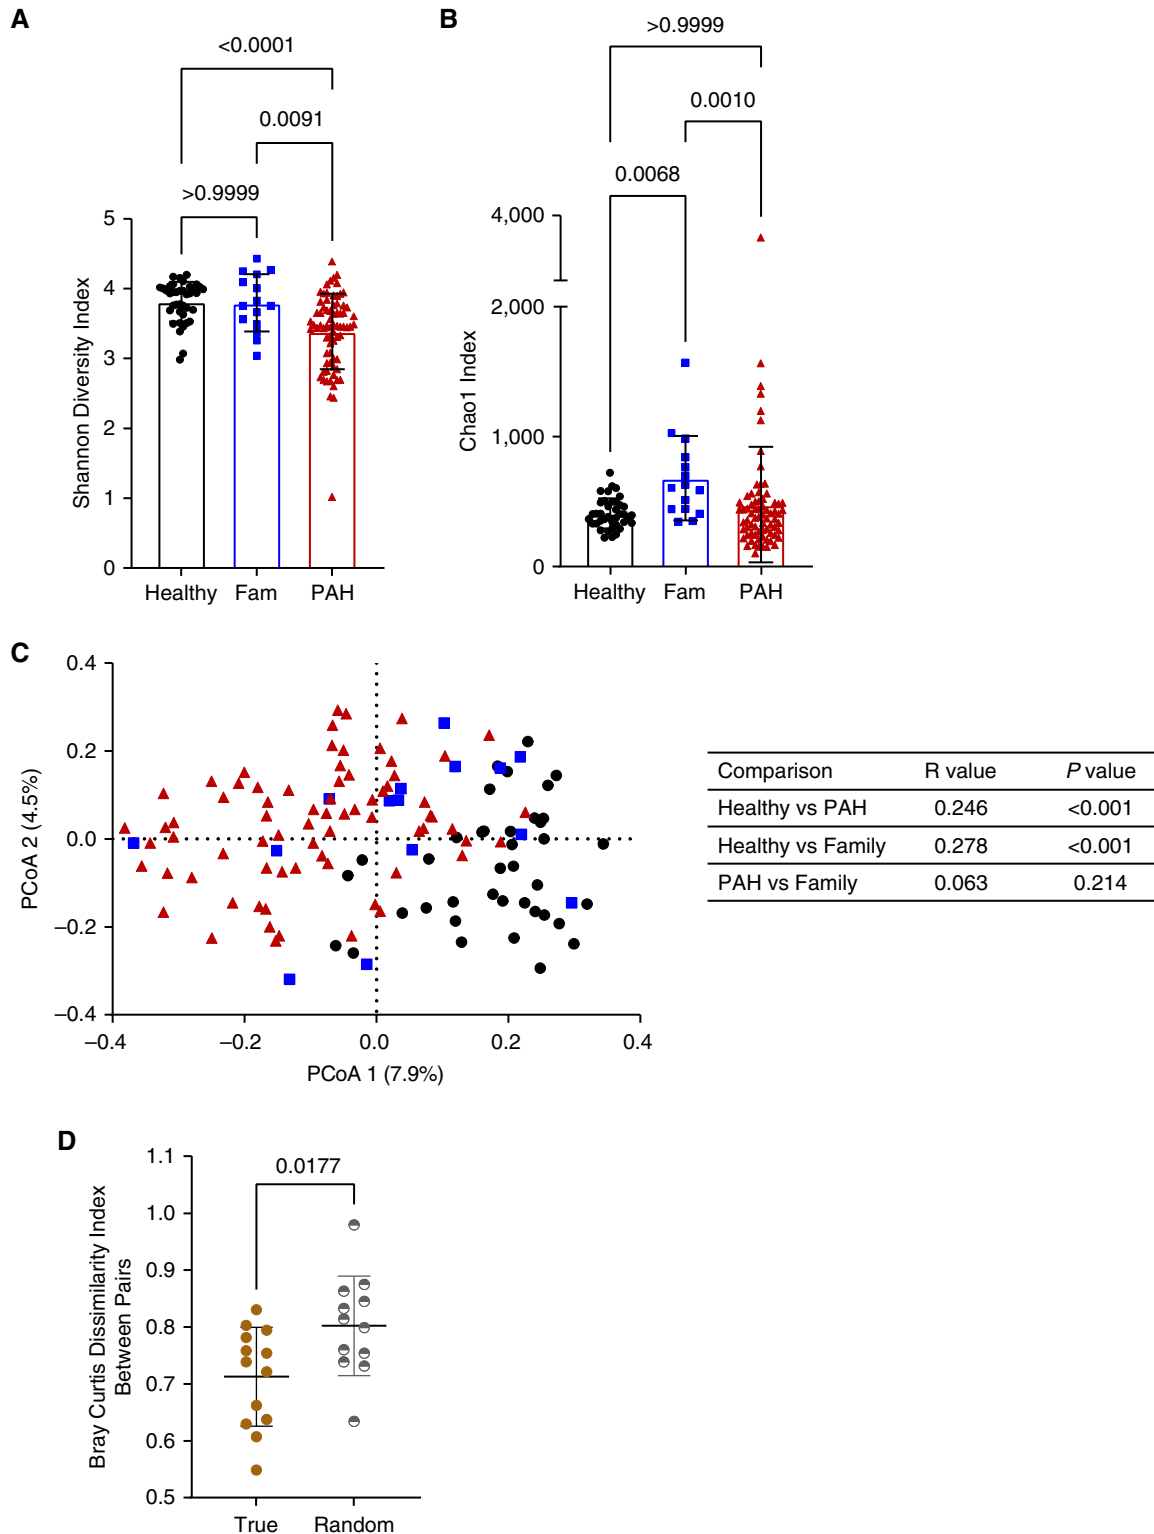 A
<0.0001
0.0091
>0.9999
Shannon Diversity Index
5
4
3
2
1
0
Healthy Fam PAH
B
>0.9999
0.0010
0.0068
Chao1 Index
4,000
2,000
1,000
0
Healthy Fam PAH
C
PCoA 2 (4.5%)
0.4
0.2
0.0
–0.2
–0.4
–0.4 –0.2 0.0 0.2 0.4
PCoA 1 (7.9%)
Comparison R value P value
Healthy vs PAH 0.246 <0.001
Healthy vs Family 0.278 <0.001
PAH vs Family 0.063 0.214
D
0.0177
Bray Curtis Dissimilarity Index
Between Pairs
1.1
1.0
0.9
0.8
0.7
0.6
0.5
True Random